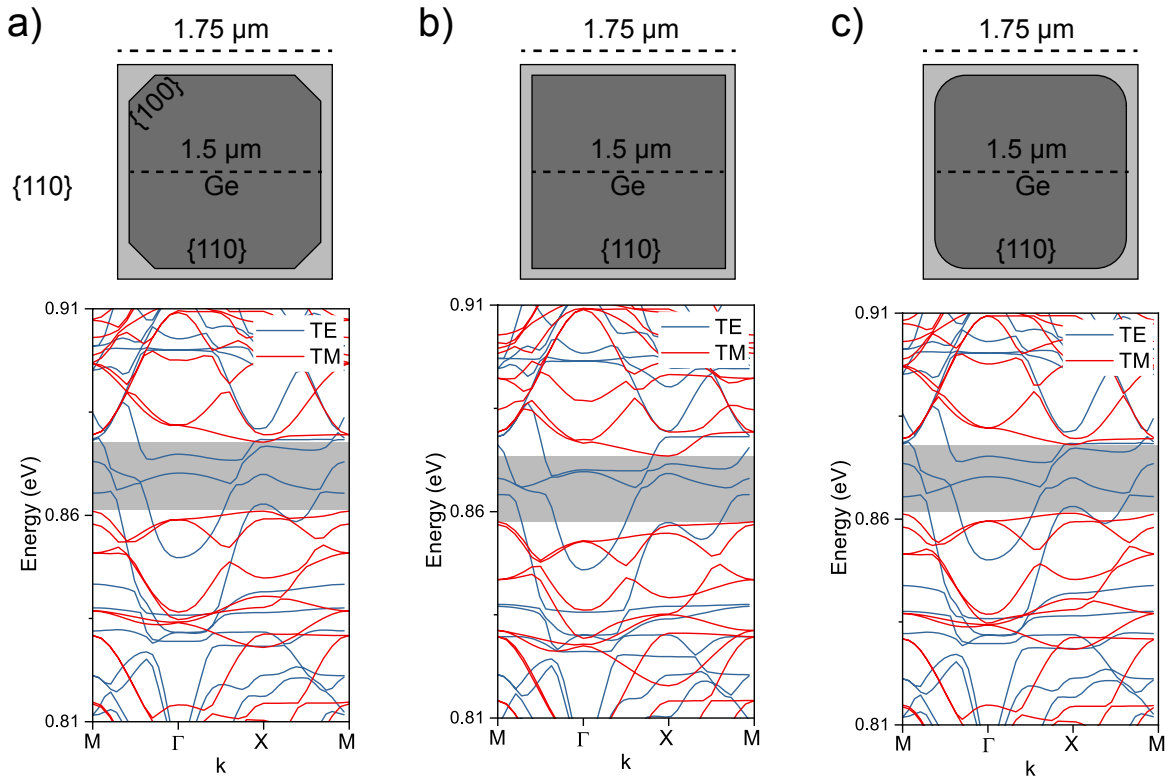 a)
1.75 µm
{100}
1.5 µm
Ge
{110}
{110}
0.91
TE
TM
Energy (eV)
0.86
0.81
M
Γ
X
M
k
b)
1.75 µm
1.5 µm
Ge
{110}
0.91
TE
TM
Energy (eV)
0.86
0.81
M
Γ
X
M
k
c)
1.75 µm
1.5 µm
Ge
{110}
0.91
TE
TM
Energy (eV)
0.86
0.81
M
Γ
X
M
k